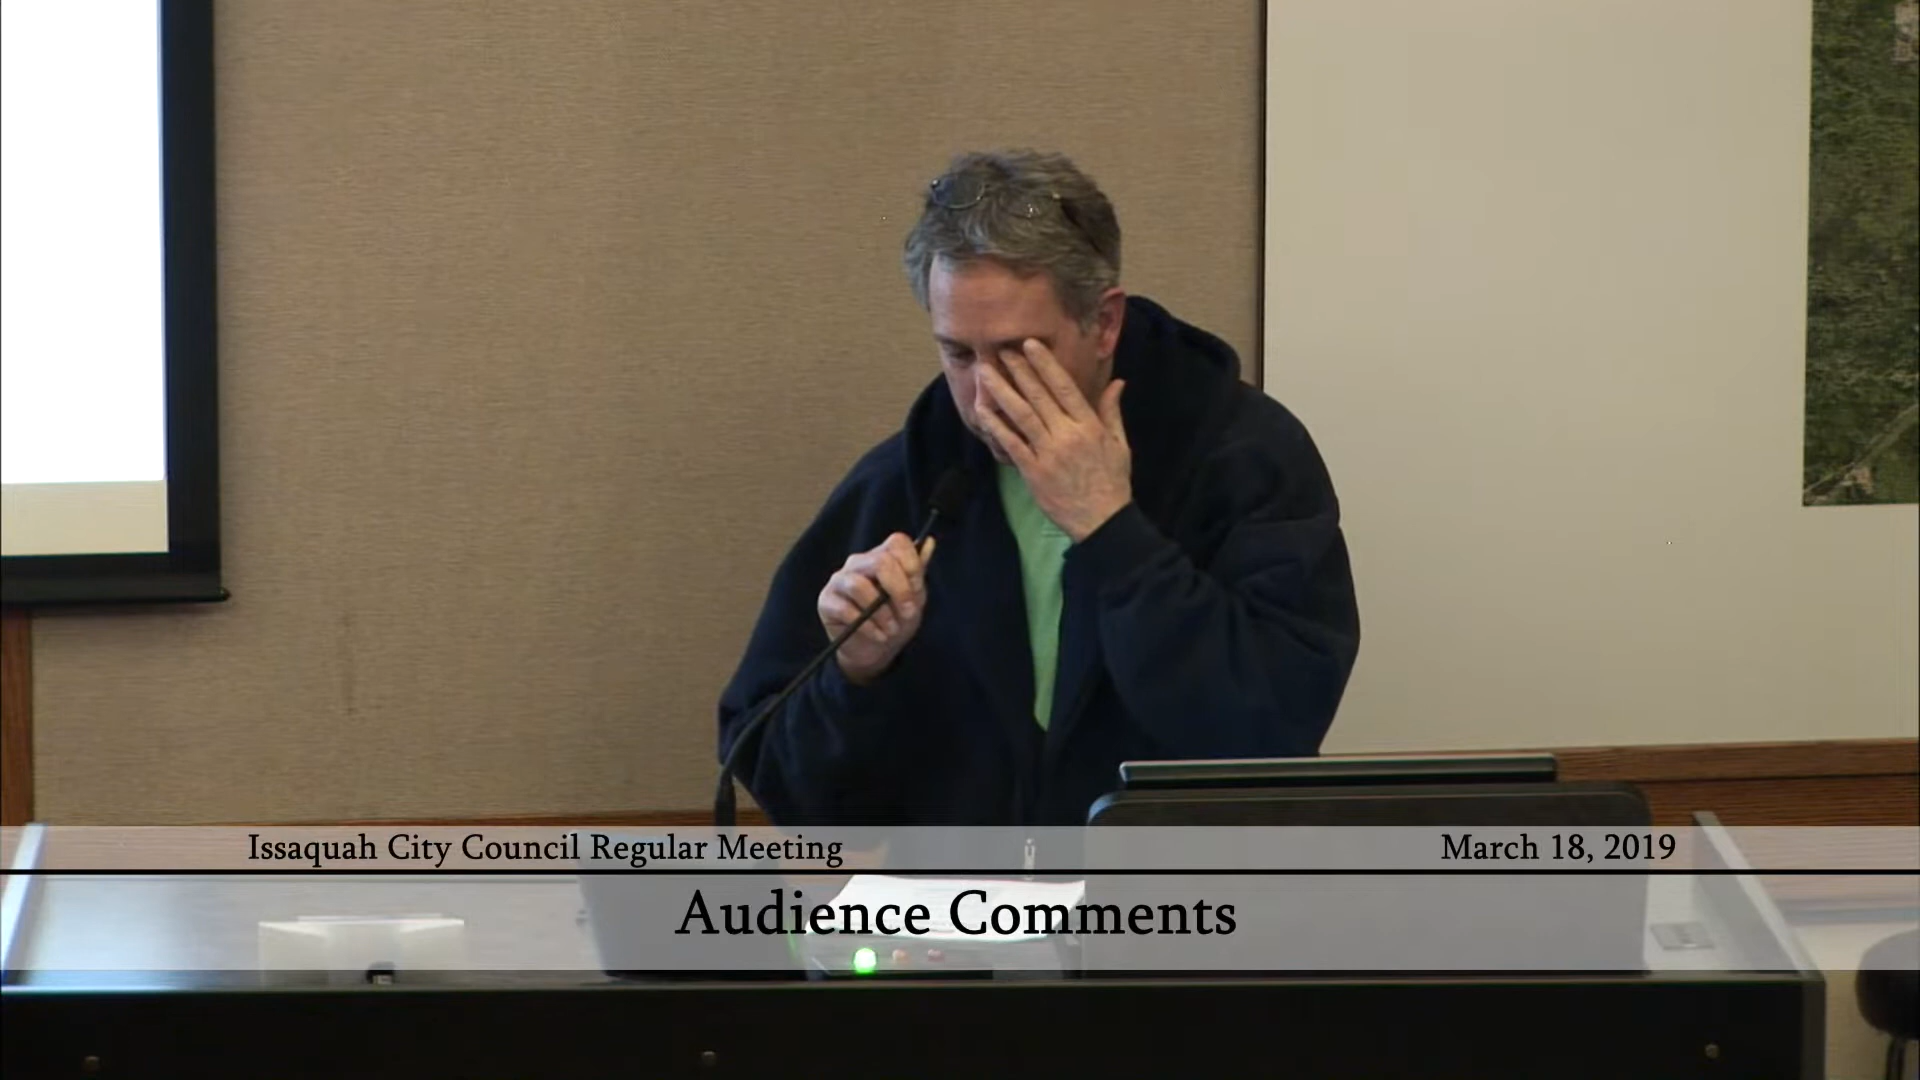 Issaquah City Council Regular Meeting
March 18, 2019
Audience Comments